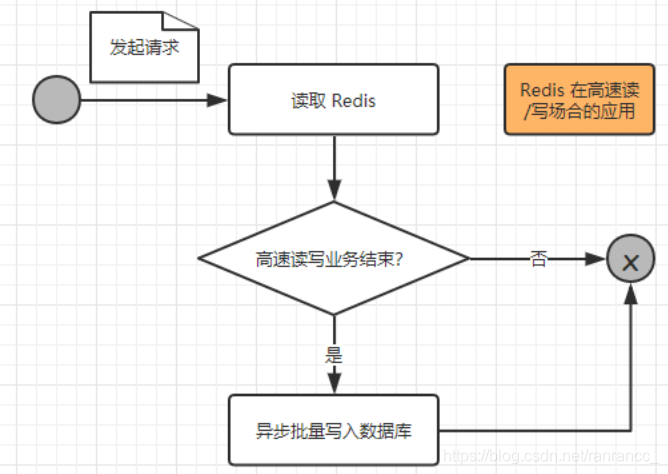 发起请求
读取 Redis
Redis 在高速读
/写场合的应用
高速读写业务结束?
否
×
是
异步批量写入数据库
https://blog.csdn.net/ranrancc_